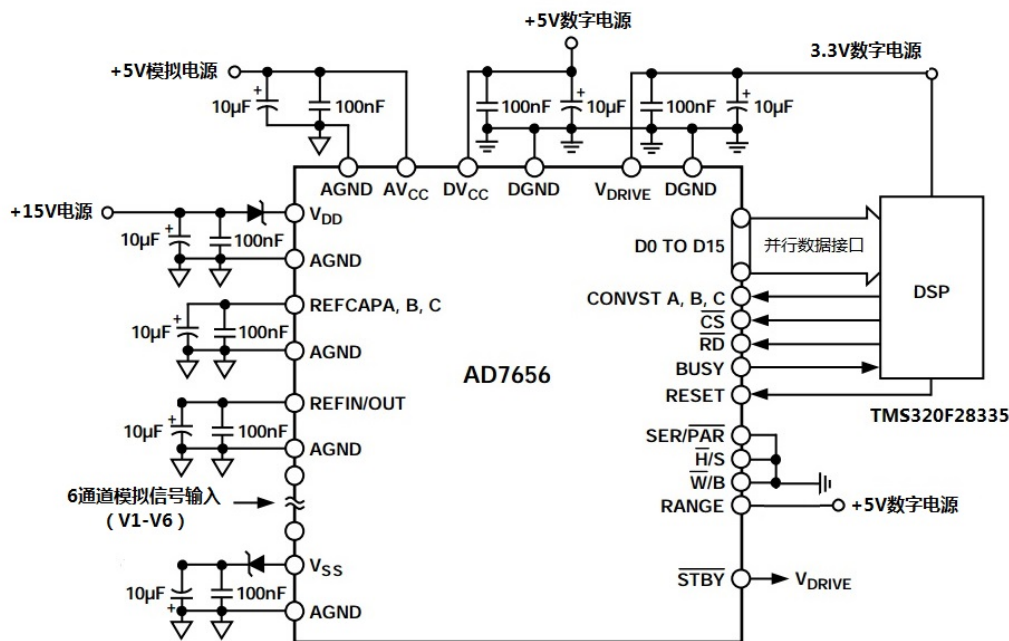 +5V数字电源
+5V模拟电源
3.3V数字电源
10μF
100nF
100nF
10μF
100nF
10μF
AGND
AVCC
DVCC
DGND
VDRIVE
DGND
+15V电源
VDD
10μF
100nF
AGND
D0 TO D15
并行数据接口
DSP
REFCAPA, B, C
10μF
100nF
AGND
CONVST A, B, C
CS
RD
BUSY
RESET
AD7656
TMS320F28335
REFIN/OUT
10μF
100nF
AGND
SER/PAR
H/S
W/B
RANGE
+5V数字电源
6通道模拟信号输入
(V1-V6)
VSS
10μF
100nF
AGND
STBY
VDRIVE